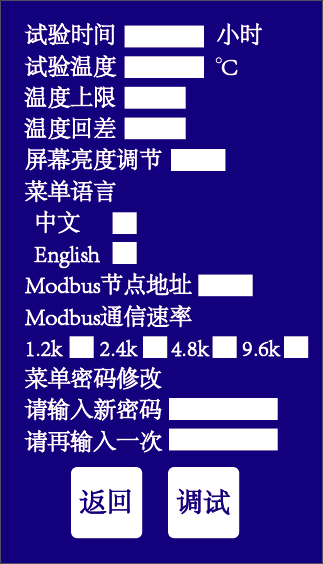 试验时间 小时
试验温度 ℃
温度上限
温度回差
屏幕亮度调节
菜单语言
中文
English
Modbus节点地址
Modbus通信速率
1.2k 2.4k 4.8k 9.6k
菜单密码修改
请输入新密码
请再输入一次
返回 调试